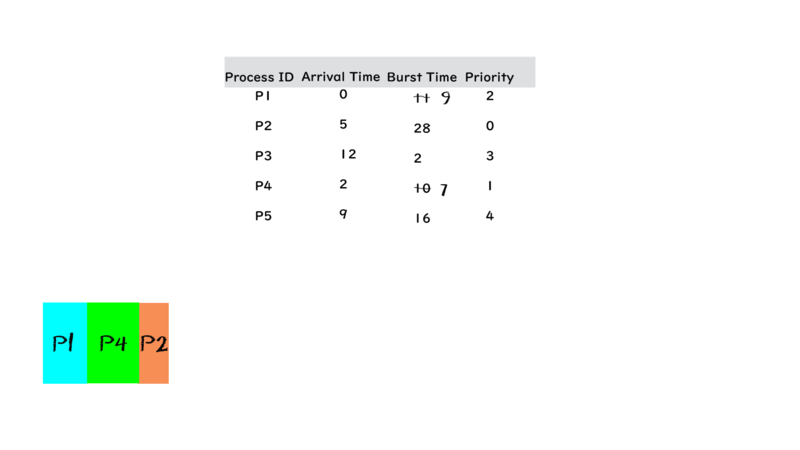 Process ID Arrival Time Burst Time Priority
P1 0 11 9 2
P2 5 28 0
P3 12 2 3
P4 2 10 7 1
P5 9 16 4
P1 P4 P2